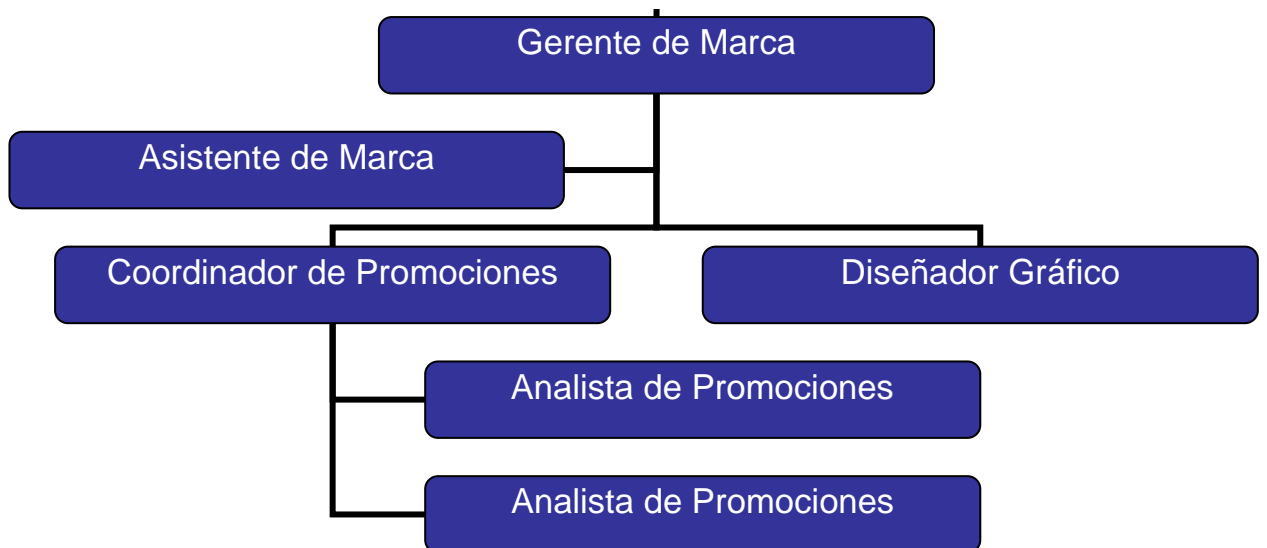 Gerente de Marca
Asistente de Marca
Coordinador de Promociones
Diseñador Gráfico
Analista de Promociones
Analista de Promociones